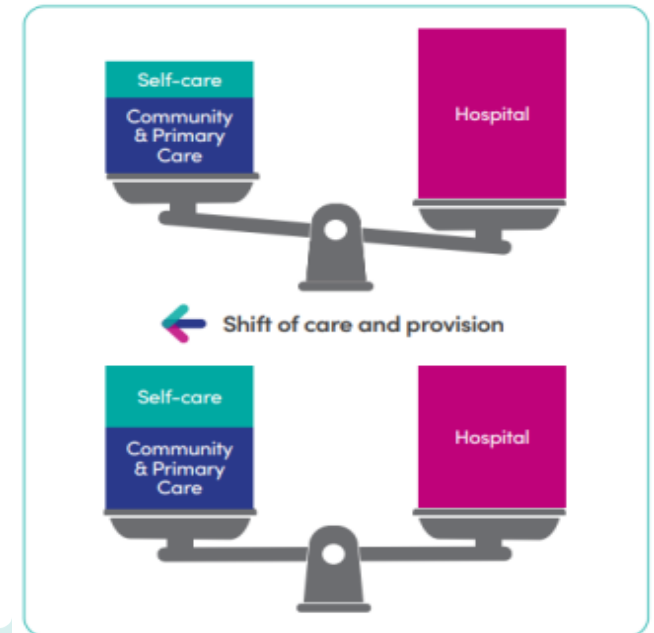 Self-care
Community
& Primary
Care
Hospital
Shift of care and provision
Self-care
Community
& Primary
Care
Hospital